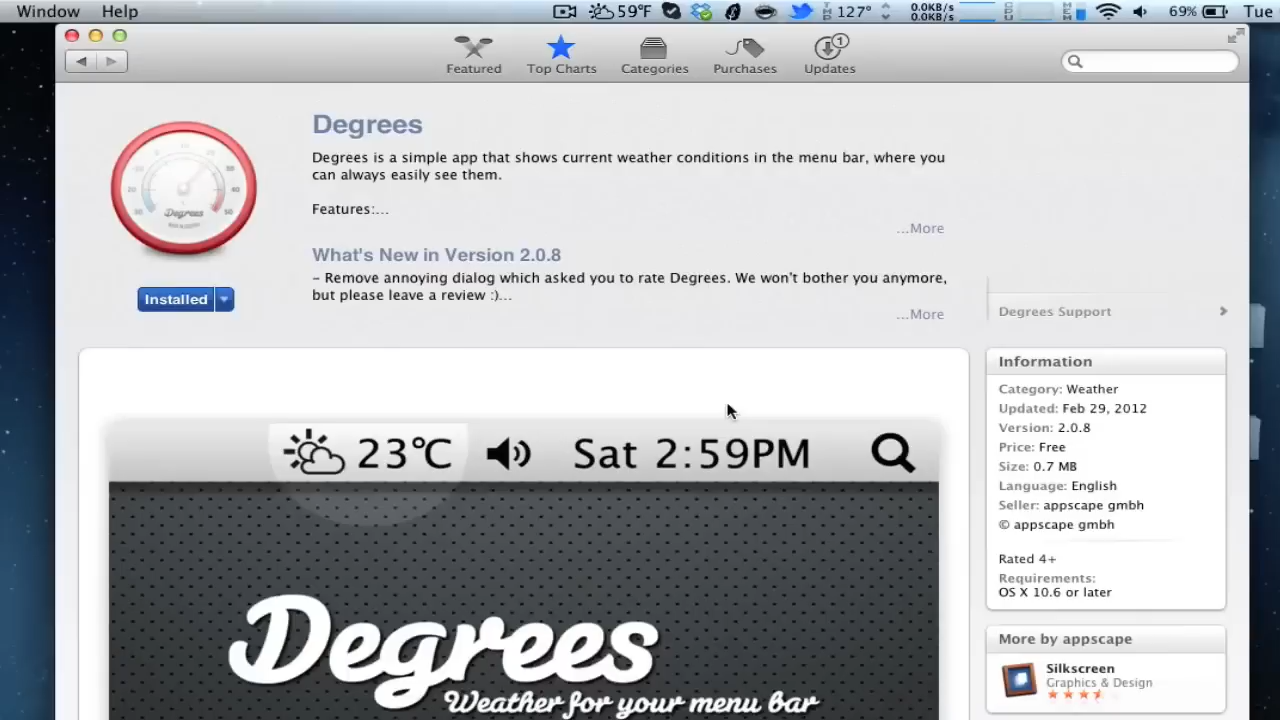 Window Help 59°F 127° 0.0KB/s 0.0KB/s 69% Tue
Featured Top Charts Categories Purchases 1 Updates
Degrees
Degrees is a simple app that shows current weather conditions in the menu bar, where you
can always easily see them.
Features:...
...More
What's New in Version 2.0.8
– Remove annoying dialog which asked you to rate Degrees. We won't bother you anymore,
but please leave a review :)...
...More
Degrees
Installed
Degrees Support
23°C Sat 2:59PM
Degrees
Weather for your menu bar
Information
Category: Weather
Updated: Feb 29, 2012
Version: 2.0.8
Price: Free
Size: 0.7 MB
Language: English
Seller: appscape gmbh
© appscape gmbh
Rated 4+
Requirements:
OS X 10.6 or later
More by appscape
Silkscreen
Graphics & Design